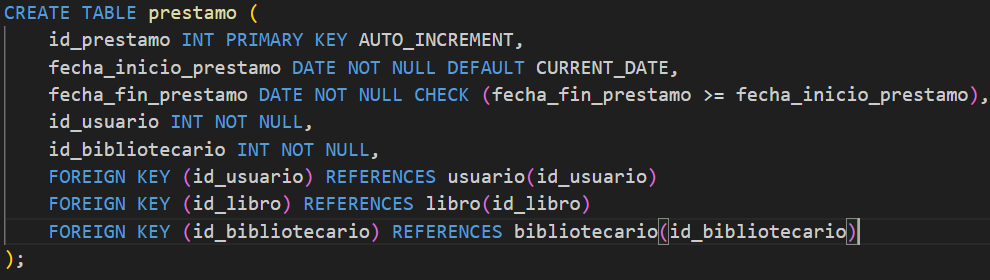 CREATE TABLE prestamo (
    id_prestamo INT PRIMARY KEY AUTO_INCREMENT,
    fecha_inicio_prestamo DATE NOT NULL DEFAULT CURRENT_DATE,
    fecha_fin_prestamo DATE NOT NULL CHECK (fecha_fin_prestamo >= fecha_inicio_prestamo),
    id_usuario INT NOT NULL,
    id_bibliotecario INT NOT NULL,
    FOREIGN KEY (id_usuario) REFERENCES usuario(id_usuario)
    FOREIGN KEY (id_libro) REFERENCES libro(id_libro)
    FOREIGN KEY (id_bibliotecario) REFERENCES bibliotecario(id_bibliotecario)
);